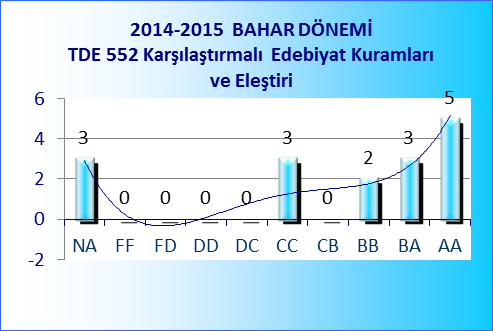 2014-2015 BAHAR DÖNEMİ
TDE 552 Karşılaştırmalı Edebiyat Kuramları
ve Eleştiri
6
4
2
0
-2
3 0 0 0 0 3 0 2 3 5
NA FF FD DD DC CC CB BB BA AA